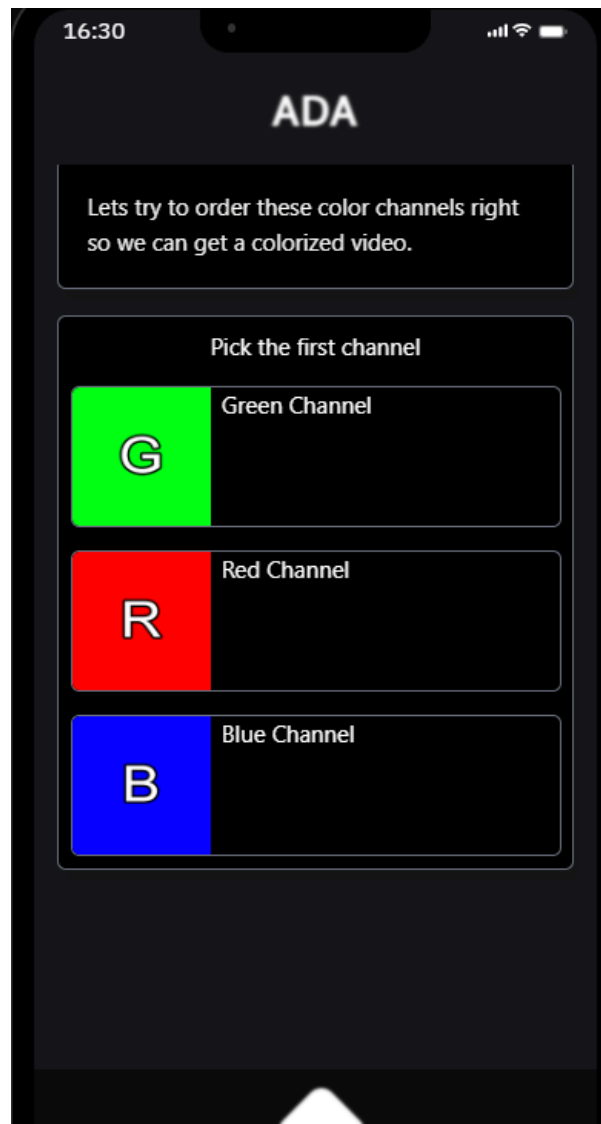 16:30
ADA
Lets try to order these color channels right
so we can get a colorized video.
Pick the first channel
G
Green Channel
R
Red Channel
B
Blue Channel